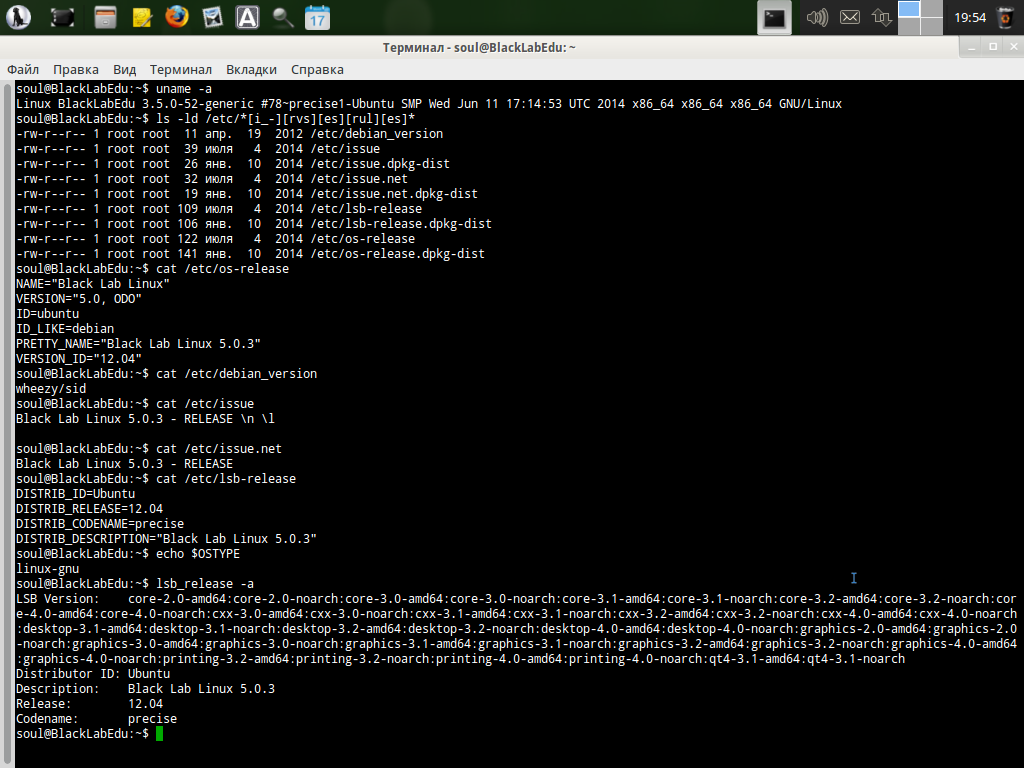 17
19:54
Терминал - soul@BlackLabEdu: ~
Файл Правка Вид Терминал Вкладки Справка
soul@BlackLabEdu:~$ uname -a
Linux BlackLabEdu 3.5.0-52-generic #78~precise1-Ubuntu SMP Wed Jun 11 17:14:53 UTC 2014 x86_64 x86_64 x86_64 GNU/Linux
soul@BlackLabEdu:~$ ls -ld /etc/*[i_-][rvs][es][rul][es]*
-rw-r--r-- 1 root root  11 апр.  19  2012 /etc/debian_version
-rw-r--r-- 1 root root  39 июля   4  2014 /etc/issue
-rw-r--r-- 1 root root  26 янв.  10  2014 /etc/issue.dpkg-dist
-rw-r--r-- 1 root root  32 июля   4  2014 /etc/issue.net
-rw-r--r-- 1 root root  19 янв.  10  2014 /etc/issue.net.dpkg-dist
-rw-r--r-- 1 root root 109 июля   4  2014 /etc/lsb-release
-rw-r--r-- 1 root root 106 янв.  10  2014 /etc/lsb-release.dpkg-dist
-rw-r--r-- 1 root root 122 июля   4  2014 /etc/os-release
-rw-r--r-- 1 root root 141 янв.  10  2014 /etc/os-release.dpkg-dist
soul@BlackLabEdu:~$ cat /etc/os-release
NAME="Black Lab Linux"
VERSION="5.0, ODO"
ID=ubuntu
ID_LIKE=debian
PRETTY_NAME="Black Lab Linux 5.0.3"
VERSION_ID="12.04"
soul@BlackLabEdu:~$ cat /etc/debian_version
wheezy/sid
soul@BlackLabEdu:~$ cat /etc/issue
Black Lab Linux 5.0.3 - RELEASE \n \l
soul@BlackLabEdu:~$ cat /etc/issue.net
Black Lab Linux 5.0.3 - RELEASE
soul@BlackLabEdu:~$ cat /etc/lsb-release
DISTRIB_ID=Ubuntu
DISTRIB_RELEASE=12.04
DISTRIB_CODENAME=precise
DISTRIB_DESCRIPTION="Black Lab Linux 5.0.3"
soul@BlackLabEdu:~$ echo $OSTYPE
linux-gnu
soul@BlackLabEdu:~$ lsb_release -a
LSB Version:    core-2.0-amd64:core-2.0-noarch:core-3.0-amd64:core-3.0-noarch:core-3.1-amd64:core-3.1-noarch:core-3.2-amd64:core-3.2-noarch:cor
e-4.0-amd64:core-4.0-noarch:cxx-3.0-amd64:cxx-3.0-noarch:cxx-3.1-amd64:cxx-3.1-noarch:cxx-3.2-amd64:cxx-3.2-noarch:cxx-4.0-amd64:cxx-4.0-noarch
:desktop-3.1-amd64:desktop-3.1-noarch:desktop-3.2-amd64:desktop-3.2-noarch:desktop-4.0-amd64:desktop-4.0-noarch:graphics-2.0-amd64:graphics-2.0
-noarch:graphics-3.0-amd64:graphics-3.0-noarch:graphics-3.1-amd64:graphics-3.1-noarch:graphics-3.2-amd64:graphics-3.2-noarch:graphics-4.0-amd64
:graphics-4.0-noarch:printing-3.2-amd64:printing-3.2-noarch:printing-4.0-amd64:printing-4.0-noarch:qt4-3.1-amd64:qt4-3.1-noarch
Distributor ID: Ubuntu
Description:    Black Lab Linux 5.0.3
Release:        12.04
Codename:       precise
soul@BlackLabEdu:~$